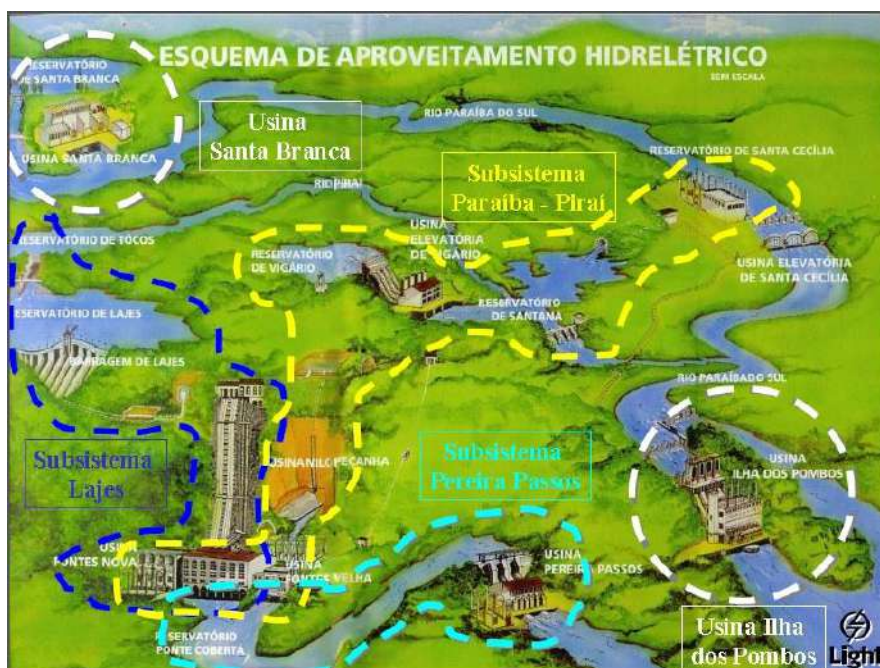 ESQUEMA DE APROVEITAMENTO HIDRELÉTRICO
SEM ESCALA
RESERVATÓRIO
DE SANTA BRANCA
USINA SANTA BRANCA
Usina
Santa Branca
RIO PARAÍBA DO SUL
RESERVATÓRIO DE SANTA CECÍLIA
Subsistema
Paraíba - Piraí
RIO PIRAÍ
RESERVATÓRIO DE TÓCOS
USINA
ELEVATÓRIA
DE VIGÁRIO
RESERVATÓRIO
DE VIGÁRIO
USINA ELEVATÓRIA
DE SANTA CECÍLIA
RESERVATÓRIO
DE SANTANA
RESERVATÓRIO DE LAJES
BARRAGEM DE LAJES
RIO PARAÍBA DO SUL
Subsistema
Lajes
USINA NILO PEÇANHA
Subsistema
Pereira Passos
USINA
ILHA DOS POMBOS
USINA
FONTES NOVA
USINA
FONTES VELHA
USINA
PEREIRA PASSOS
RESERVATÓRIO
PONTE COBERTA
Usina Ilha
dos Pombos
Light